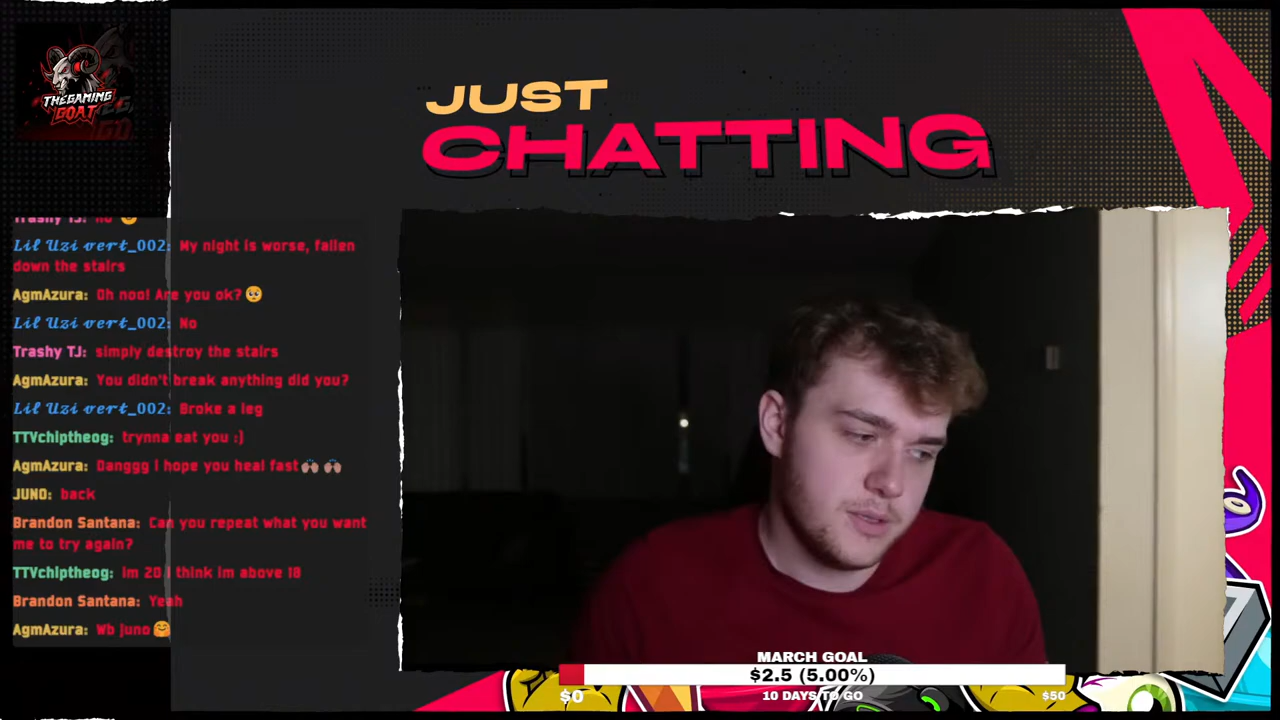 THEGAMING
GOAT
JUST
CHATTING
Trashy TJ: no 
Lil Uzi vert_002: My night is worse, fallen
down the stairs
AgmAzura: Oh noo! Are you ok? 🥺
Lil Uzi vert_002: No
Trashy TJ: simply destroy the stairs
AgmAzura: You didn't break anything did you?
Lil Uzi vert_002: Broke a leg
TTVchiptheog: trynna eat you :)
AgmAzura: Danggg I hope you heal fast🙌🏽 🙌🏽
JUNO: back
Brandon Santana: Can you repeat what you want
me to try again?
TTVchiptheog: im 20 i think im above 18
Brandon Santana: Yeah
AgmAzura: Wb juno🤗
MARCH GOAL
$2.5 (5.00%)
$0 10 DAYS TO GO $50